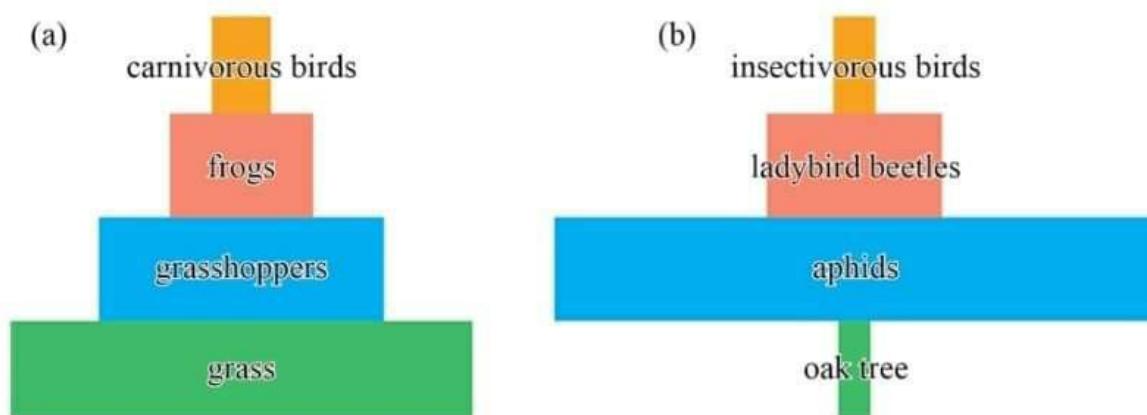 (a)
carnivorous birds
frogs
grasshoppers
grass
(b)
insectivorous birds
ladybird beetles
aphids
oak tree